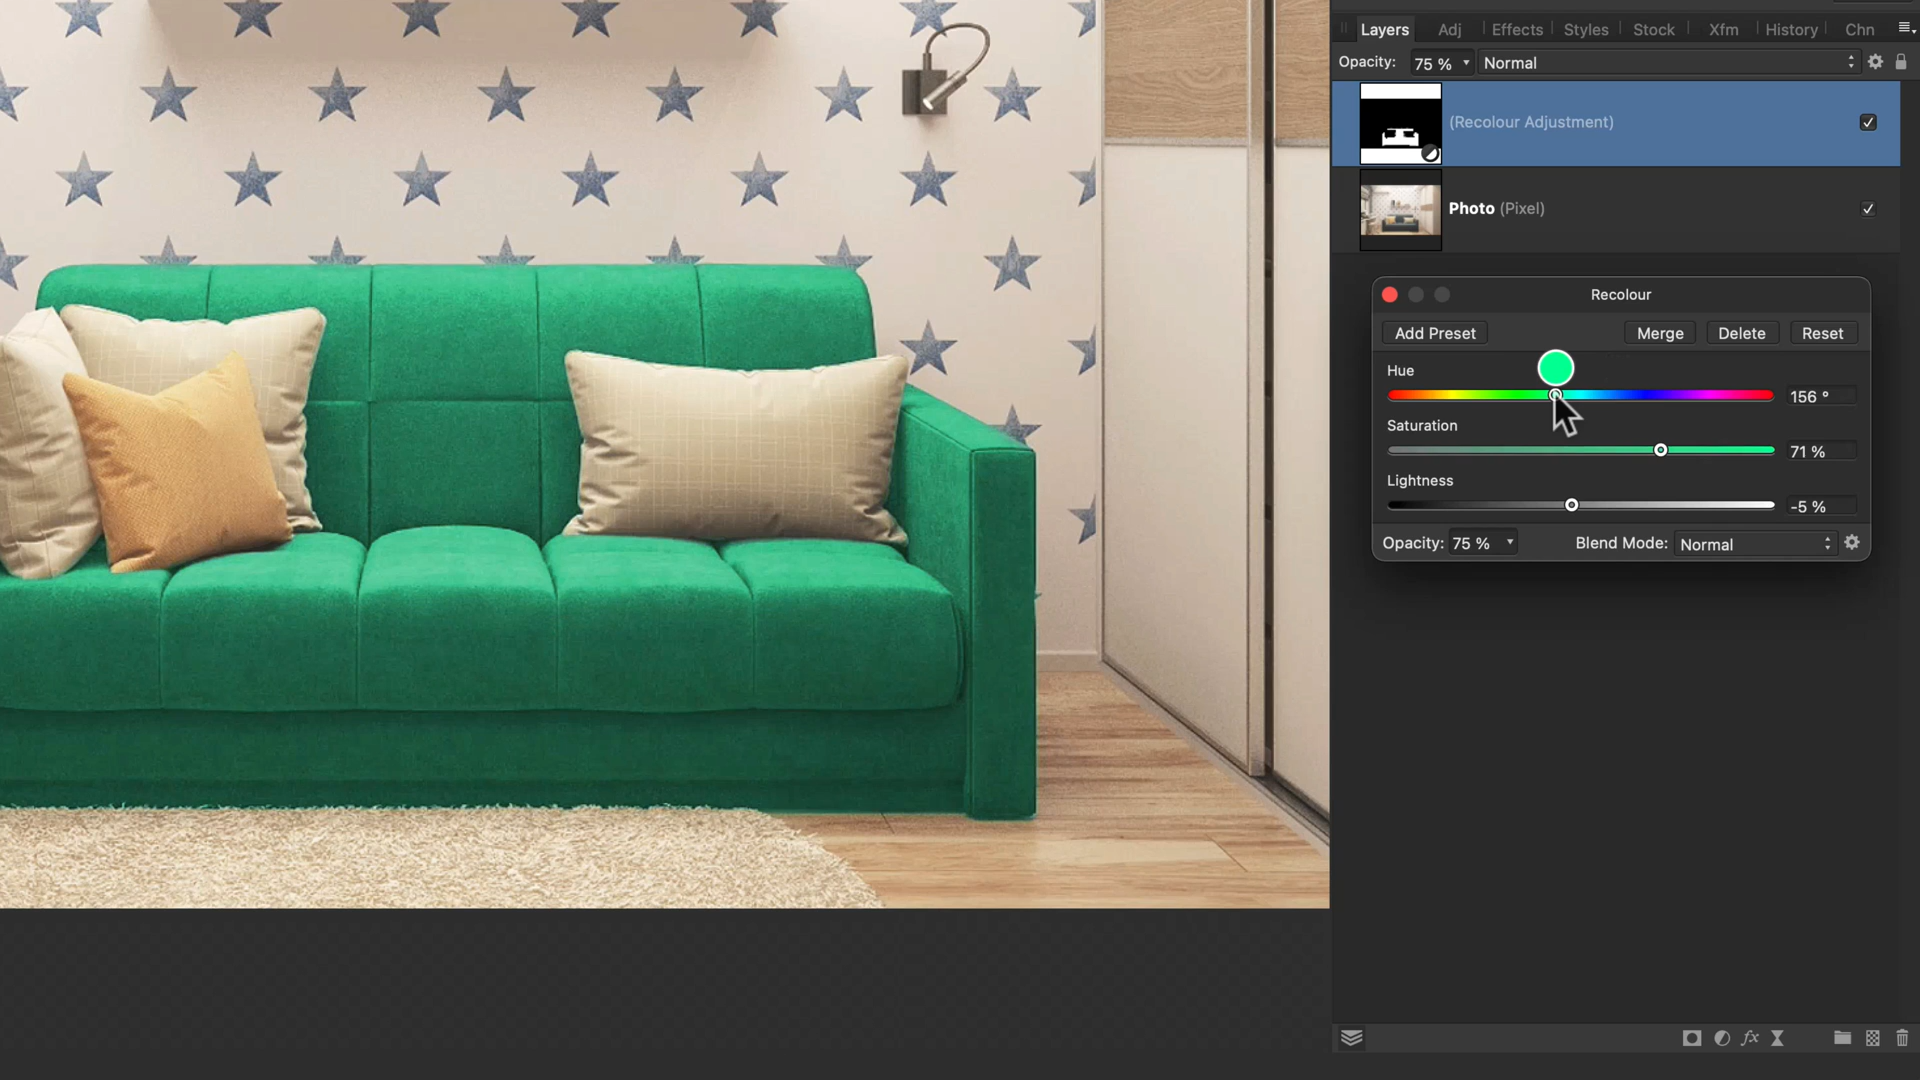 Layers Adj Effects Styles Stock Xfm History Chn
Opacity: 75 % Normal
(Recolour Adjustment)
Photo (Pixel)
Recolour
Add Preset Merge Delete Reset
Hue
156 °
Saturation
71 %
Lightness
-5 %
Opacity: 75 % Blend Mode: Normal
fx